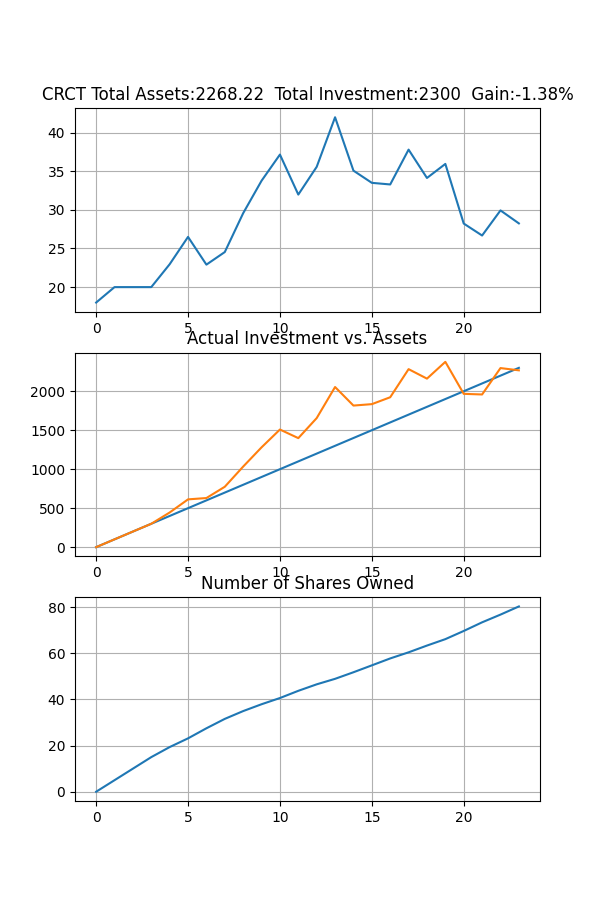 CRCT Total Assets:2268.22  Total Investment:2300  Gain:-1.38%
40
35
30
25
20
0 5 10 15 20
Actual Investment vs. Assets
2000
1500
1000
500
0
0 5 10 15 20
Number of Shares Owned
80
60
40
20
0
0 5 10 15 20